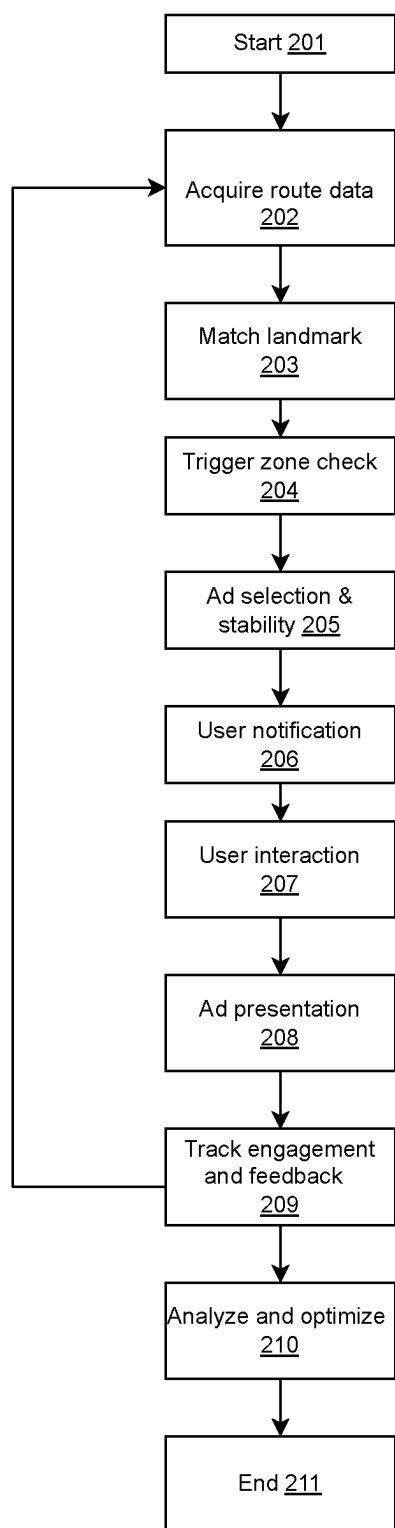 Start 201
Acquire route data
202
Match landmark
203
Trigger zone check
204
Ad selection &
stability 205
User notification
206
User interaction
207
Ad presentation
208
Track engagement
and feedback
209
Analyze and optimize
210
End 211